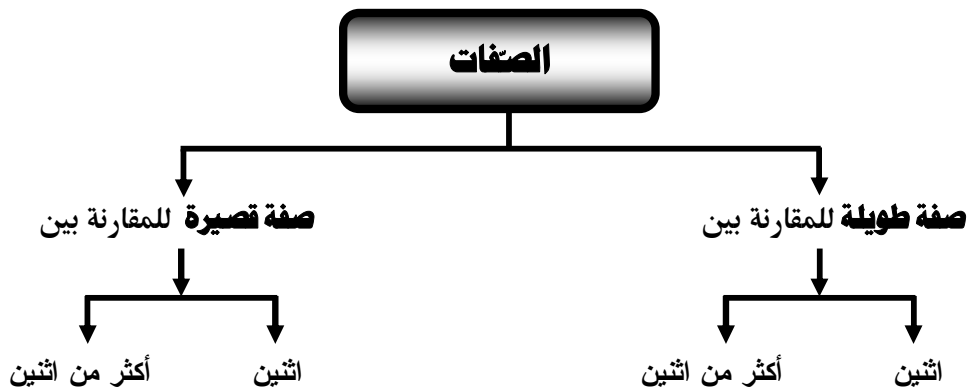 الصّفات
صفة طويلة للمقارنة بين
صفة قصيرة للمقارنة بين
اثنين
أكثر من اثنين
اثنين
أكثر من اثنين